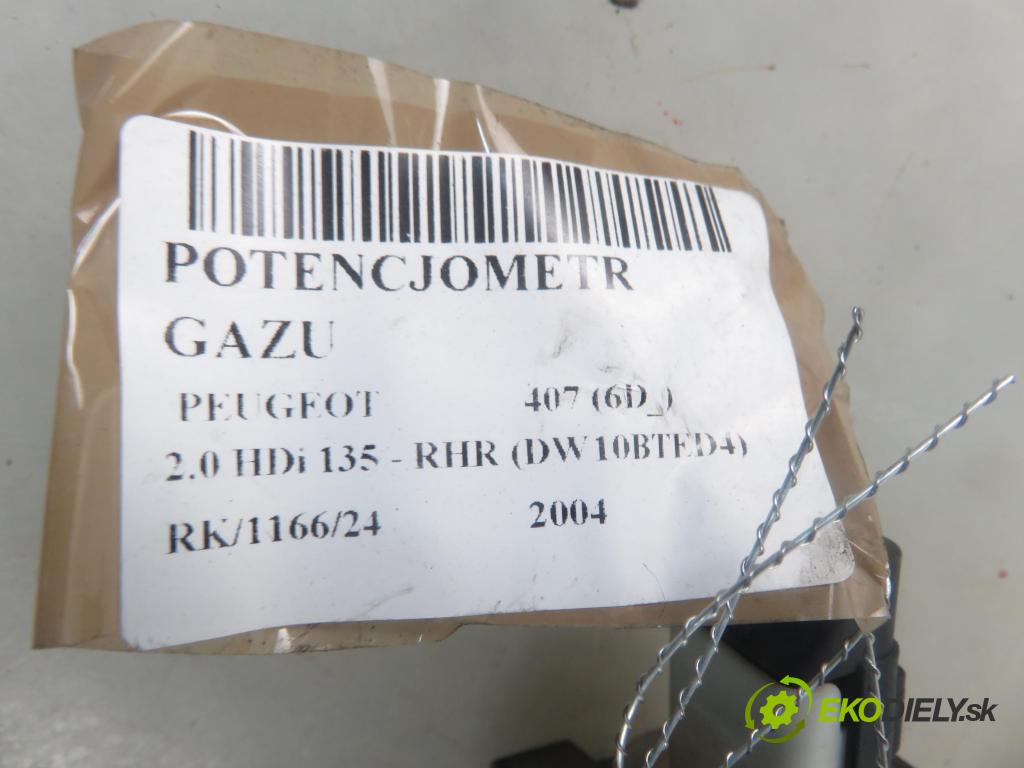 POTENCJOMETR
GAZU
PEUGEOT 407 (6D_)
2.0 HDi 135 - RHR (DW10BTED4)
RK/1166/24 2004
EKODIELY.sk